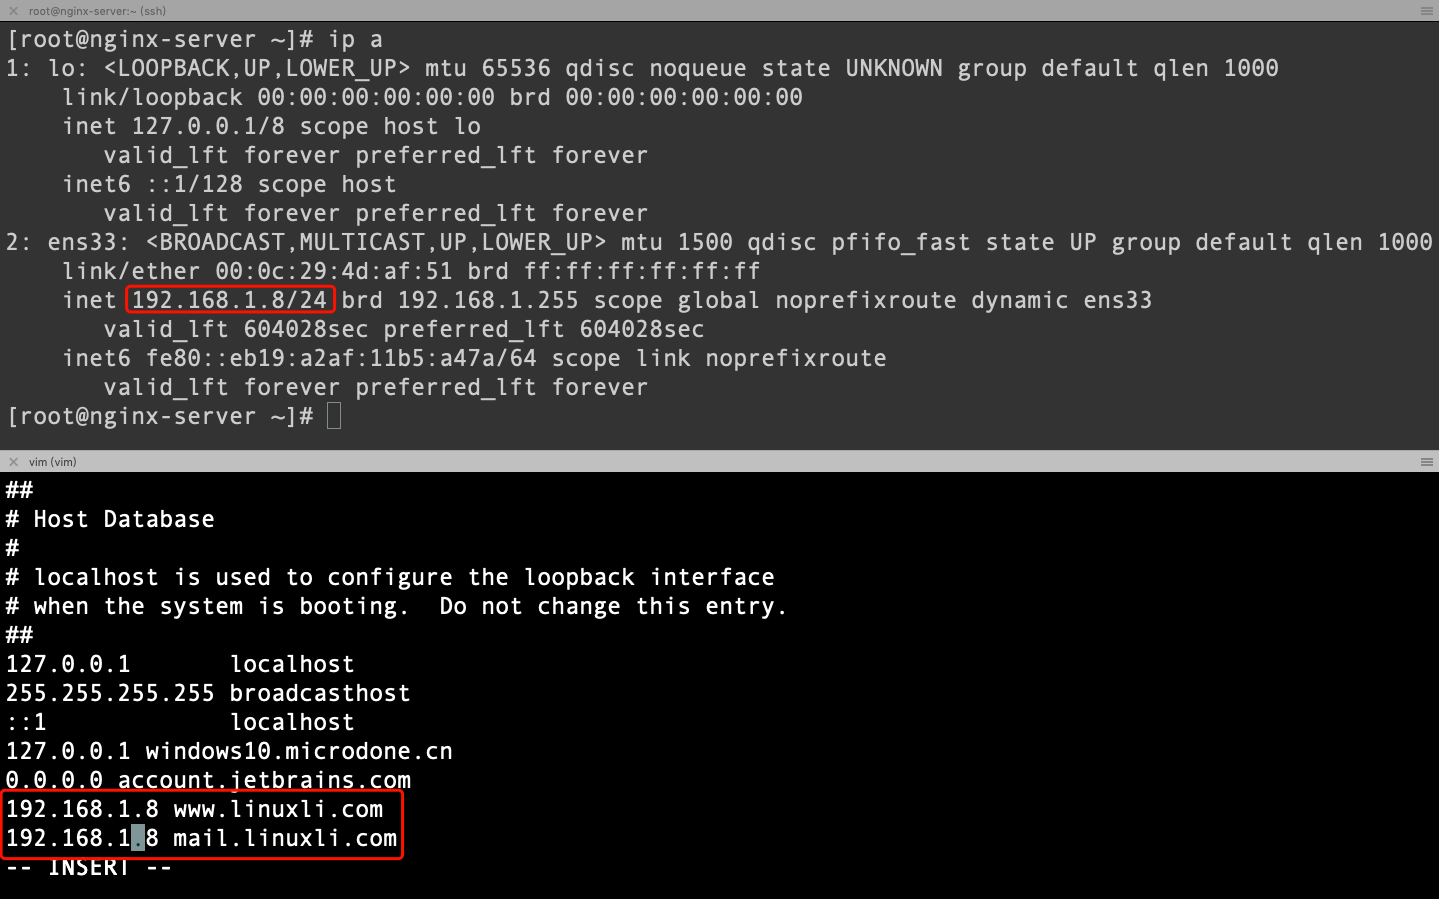 root@nginx-server:~ (ssh)
[root@nginx-server ~]# ip a
1: lo: <LOOPBACK,UP,LOWER_UP> mtu 65536 qdisc noqueue state UNKNOWN group default qlen 1000
    link/loopback 00:00:00:00:00:00 brd 00:00:00:00:00:00
    inet 127.0.0.1/8 scope host lo
       valid_lft forever preferred_lft forever
    inet6 ::1/128 scope host
       valid_lft forever preferred_lft forever
2: ens33: <BROADCAST,MULTICAST,UP,LOWER_UP> mtu 1500 qdisc pfifo_fast state UP group default qlen 1000
    link/ether 00:0c:29:4d:af:51 brd ff:ff:ff:ff:ff:ff
    inet 192.168.1.8/24 brd 192.168.1.255 scope global noprefixroute dynamic ens33
       valid_lft 604028sec preferred_lft 604028sec
    inet6 fe80::eb19:a2af:11b5:a47a/64 scope link noprefixroute
       valid_lft forever preferred_lft forever
[root@nginx-server ~]#
vim (vim)
##
# Host Database
#
# localhost is used to configure the loopback interface
# when the system is booting.  Do not change this entry.
##
127.0.0.1       localhost
255.255.255.255 broadcasthost
::1             localhost
127.0.0.1 windows10.microdone.cn
0.0.0.0 account.jetbrains.com
192.168.1.8 www.linuxli.com
192.168.1.8 mail.linuxli.com
-- INSERT --